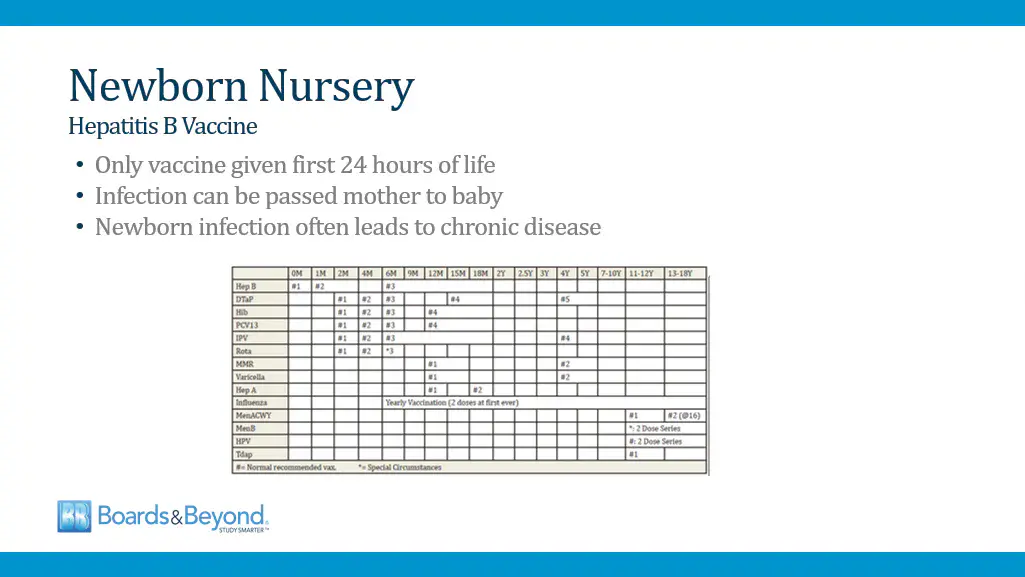 Newborn Nursery
Hepatitis B Vaccine
• Only vaccine given first 24 hours of life
• Infection can be passed mother to baby
• Newborn infection often leads to chronic disease
0M 1M 2M 4M 6M 9M 12M 15M 18M 2Y 2.5Y 3Y 4Y 5Y 7-10Y 11-12Y 13-18Y
Hep B #1 #2 #3
DTaP #1 #2 #3 #4 #5
Hib #1 #2 #3 #4
PCV13 #1 #2 #3 #4
IPV #1 #2 #3 #4
Rota #1 #2 *3
MMR #1 #2
Varicella #1 #2
Hep A #1 #2
Influenza Yearly Vaccination (2 doses at first ever)
MenACWY #1 #2 (@16)
MenB *: 2 Dose Series
HPV #: 2 Dose Series
Tdap #1
#= Normal recommended vax. *= Special Circumstances
BB Boards&Beyond.
STUDY SMARTER™